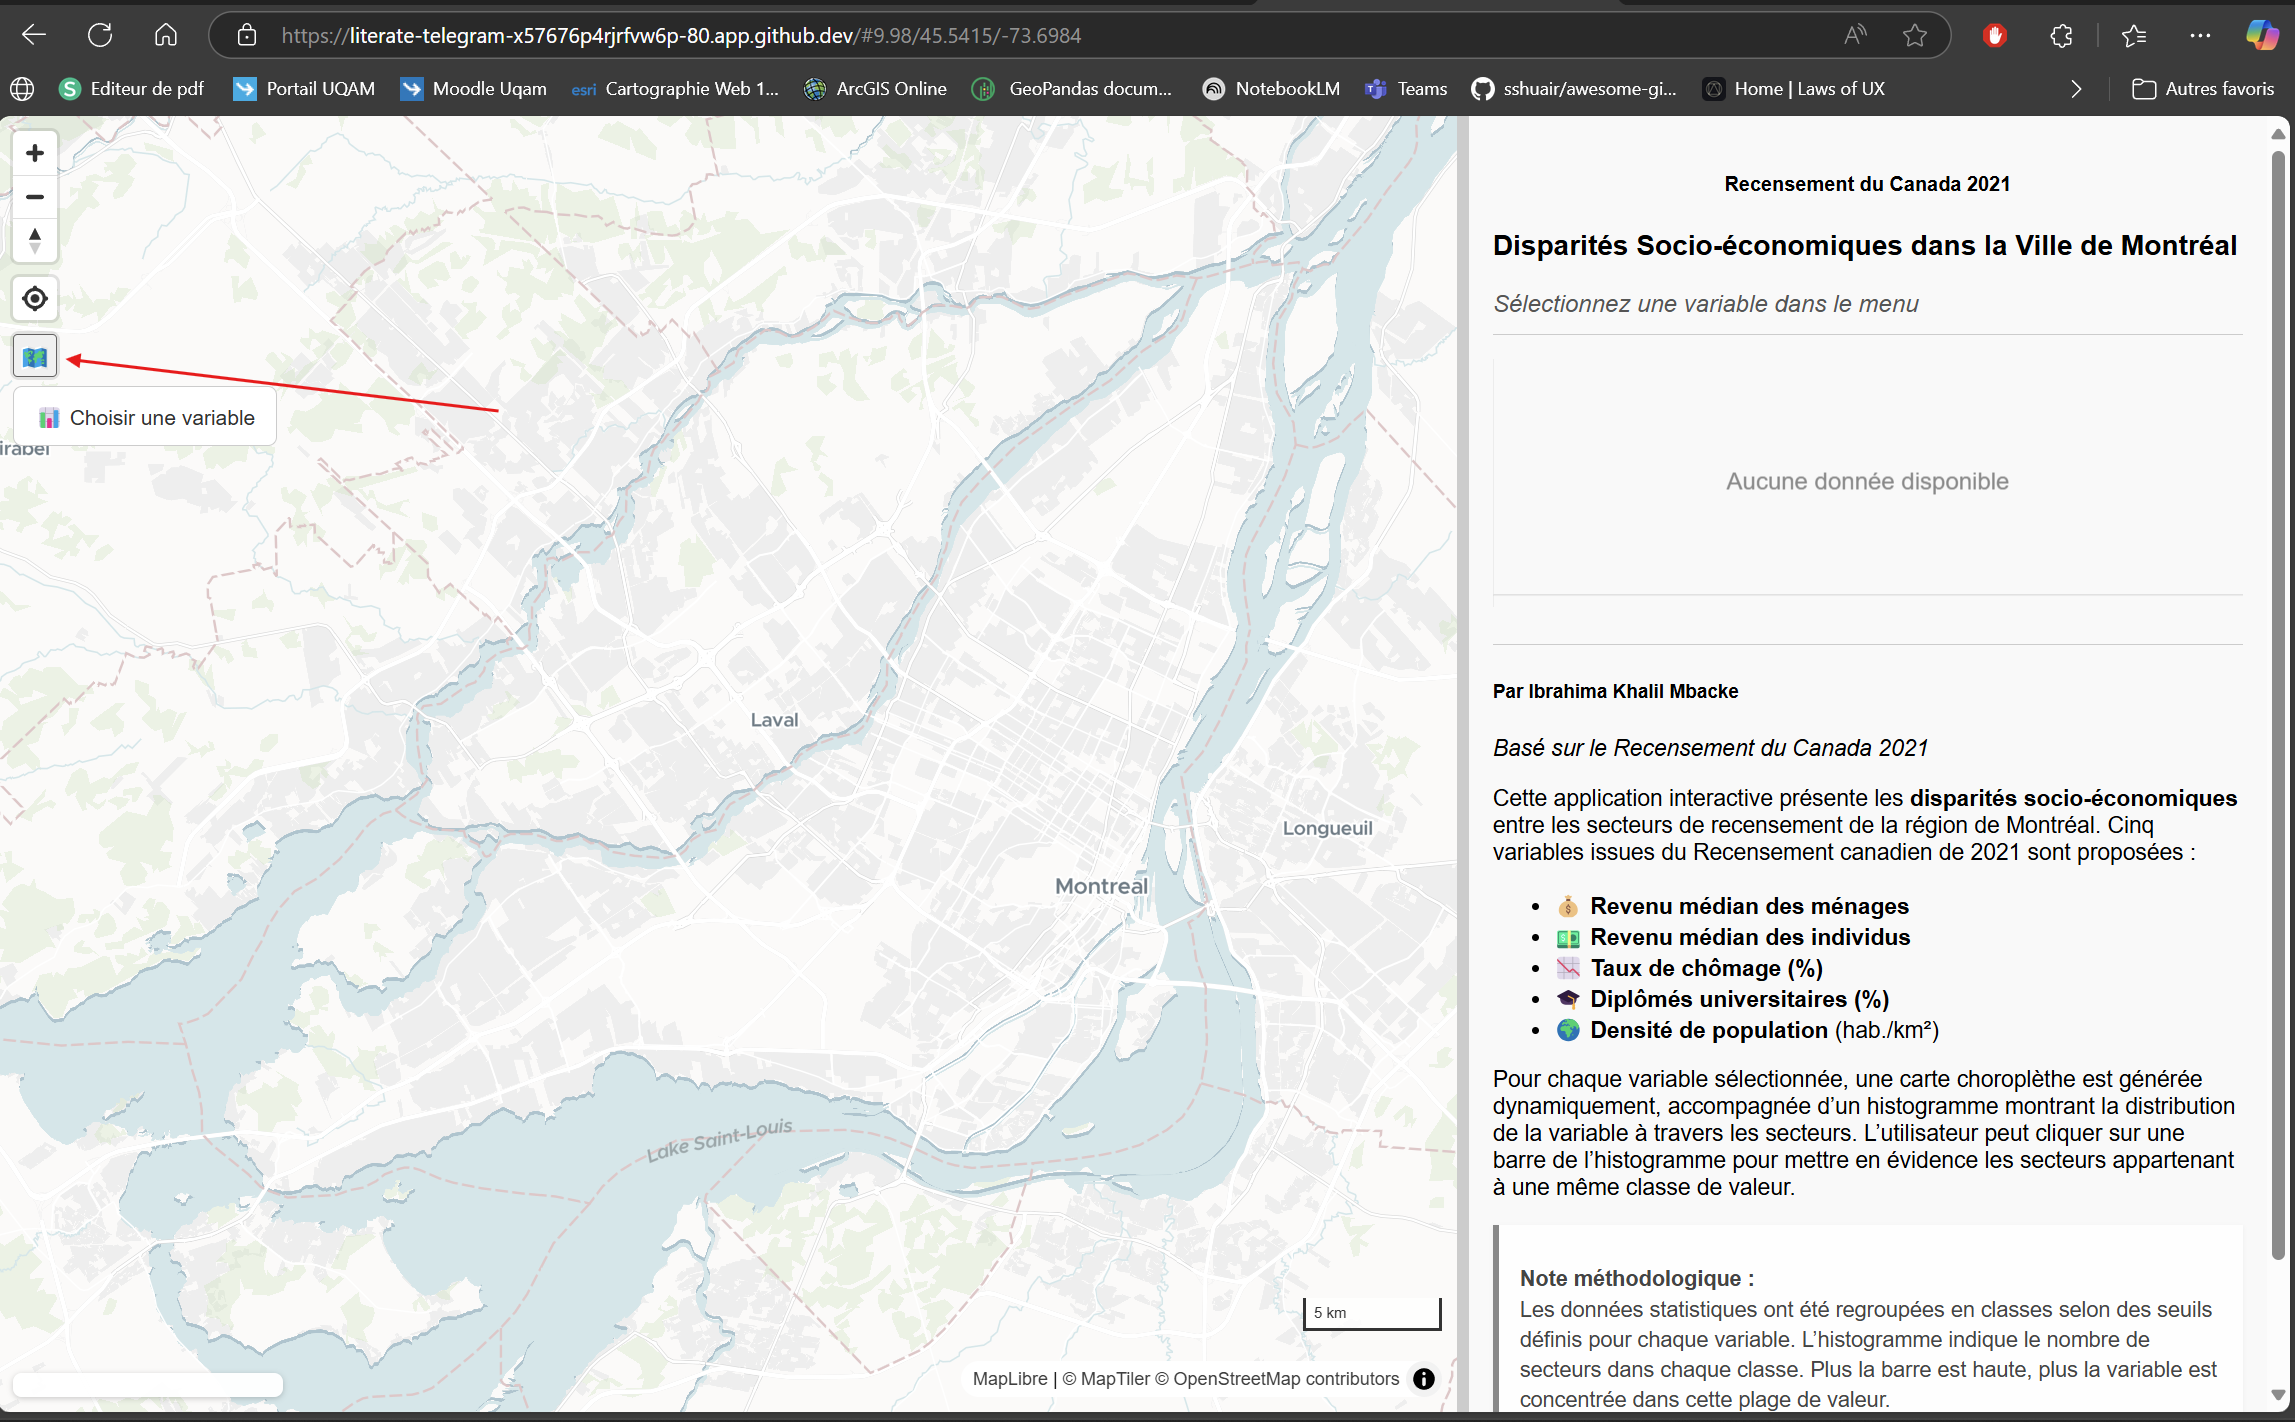 https://literate-telegram-x57676p4rjrfvw6p-80.app.github.dev/#9.98/45.5415/-73.6984
Editeur de pdf
Portail UQAM
Moodle Uqam
esri Cartographie Web 1...
ArcGIS Online
GeoPandas docum...
NotebookLM
Teams
sshuair/awesome-gi...
Home | Laws of UX
Autres favoris
Choisir une variable
irabel
Laval
Longueuil
Montreal
Lake Saint-Louis
5 km
MapLibre | © MapTiler © OpenStreetMap contributors
Recensement du Canada 2021
Disparités Socio-économiques dans la Ville de Montréal
Sélectionnez une variable dans le menu
Aucune donnée disponible
Par Ibrahima Khalil Mbacke
Basé sur le Recensement du Canada 2021
Cette application interactive présente les disparités socio-économiques
entre les secteurs de recensement de la région de Montréal. Cinq
variables issues du Recensement canadien de 2021 sont proposées :
• 💰 Revenu médian des ménages
• 💵 Revenu médian des individus
• 📉 Taux de chômage (%)
• 🎓 Diplômés universitaires (%)
• 🌍 Densité de population (hab./km²)
Pour chaque variable sélectionnée, une carte choroplèthe est générée
dynamiquement, accompagnée d’un histogramme montrant la distribution
de la variable à travers les secteurs. L’utilisateur peut cliquer sur une
barre de l’histogramme pour mettre en évidence les secteurs appartenant
à une même classe de valeur.
Note méthodologique :
Les données statistiques ont été regroupées en classes selon des seuils
définis pour chaque variable. L’histogramme indique le nombre de
secteurs dans chaque classe. Plus la barre est haute, plus la variable est
concentrée dans cette plage de valeur.